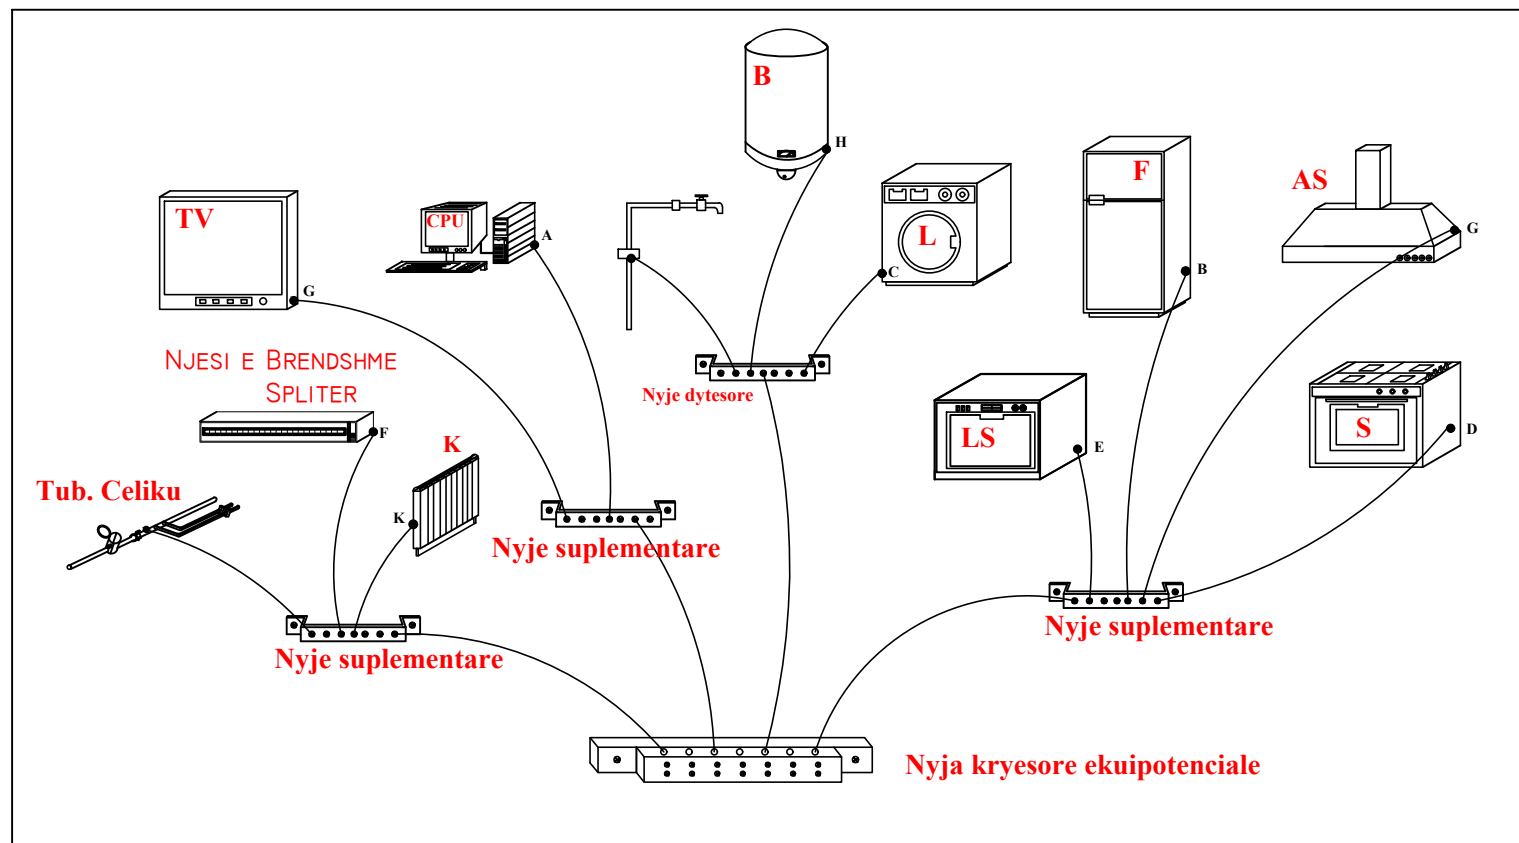 B
H
TV
G
CPU
A
L
C
F
B
AS
G
NJESI E BRENDSHME
SPLITER
F
K
K
Tub. Celiku
Nyje dytesore
LS
E
S
D
Nyje suplementare
Nyje suplementare
Nyje suplementare
Nyja kryesore ekuipotenciale